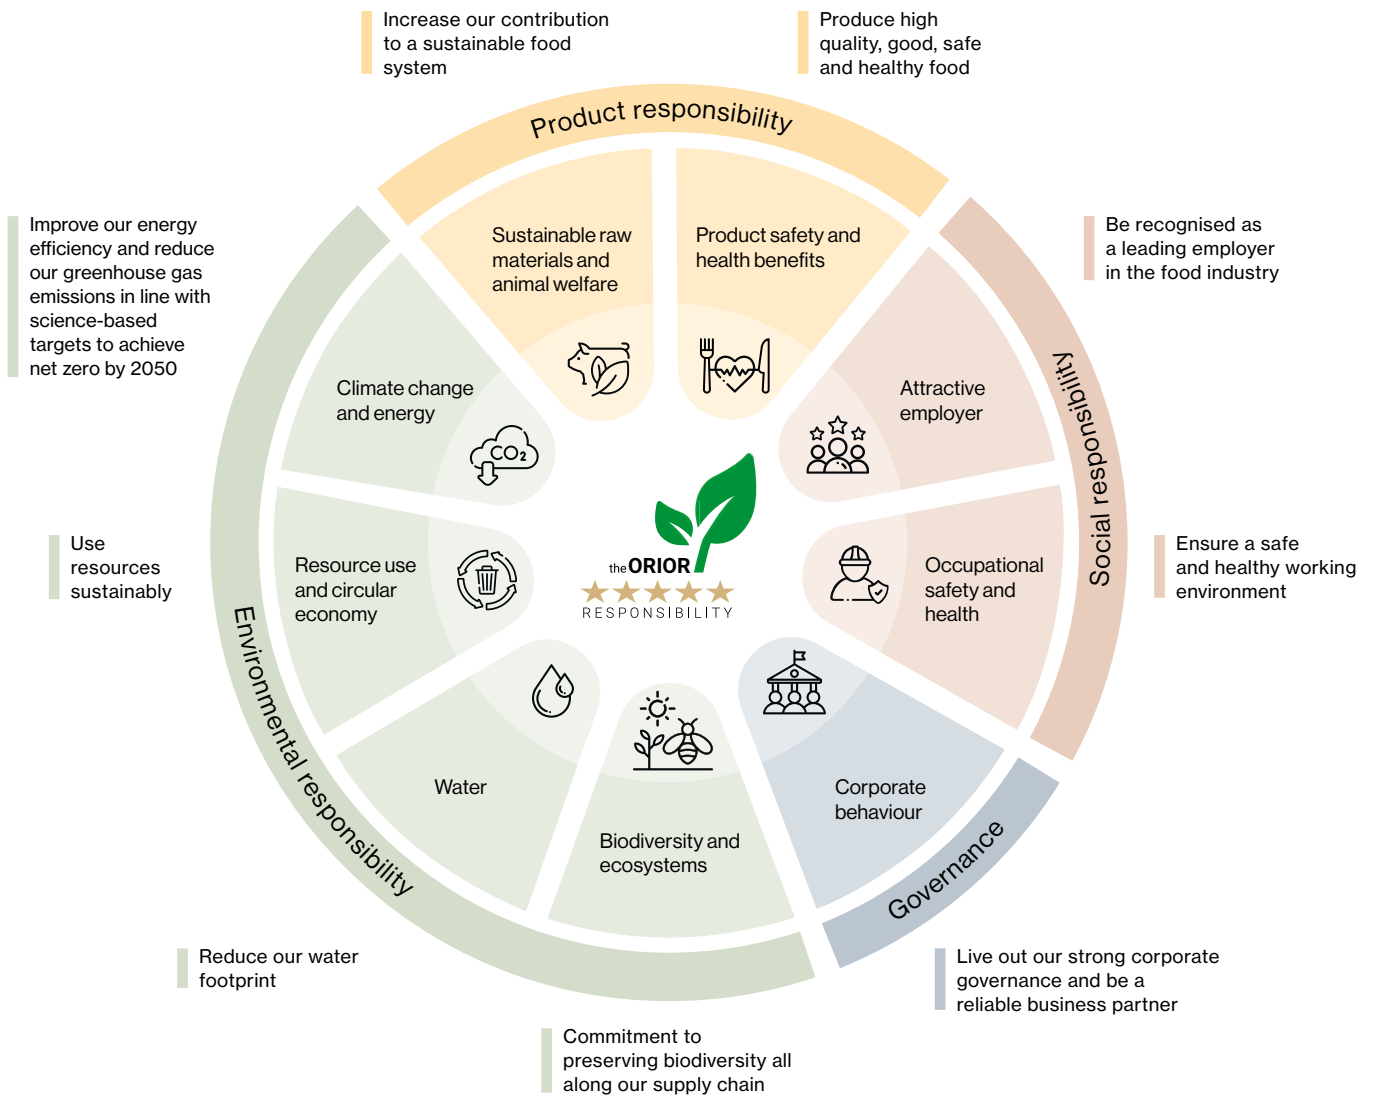 Increase our contribution
to a sustainable food
system
Produce high
quality, good, safe
and healthy food
Product responsibility
Improve our energy
efficiency and reduce
our greenhouse gas
emissions in line with
science-based
targets to achieve
net zero by 2050
Be recognised as
a leading employer
in the food industry
Sustainable raw
materials and
animal welfare
Product safety and
health benefits
Climate change
and energy
CO2
Attractive
employer
Social responsibility
Use
resources
sustainably
Resource use
and circular
economy
the ORIOR
RESPONSIBILITY
Occupational
safety and
health
Ensure a safe
and healthy working
environment
Environmental responsibility
Water
Biodiversity and
ecosystems
Corporate
behaviour
Governance
Reduce our water
footprint
Live out our strong corporate
governance and be a
reliable business partner
Commitment to
preserving biodiversity all
along our supply chain